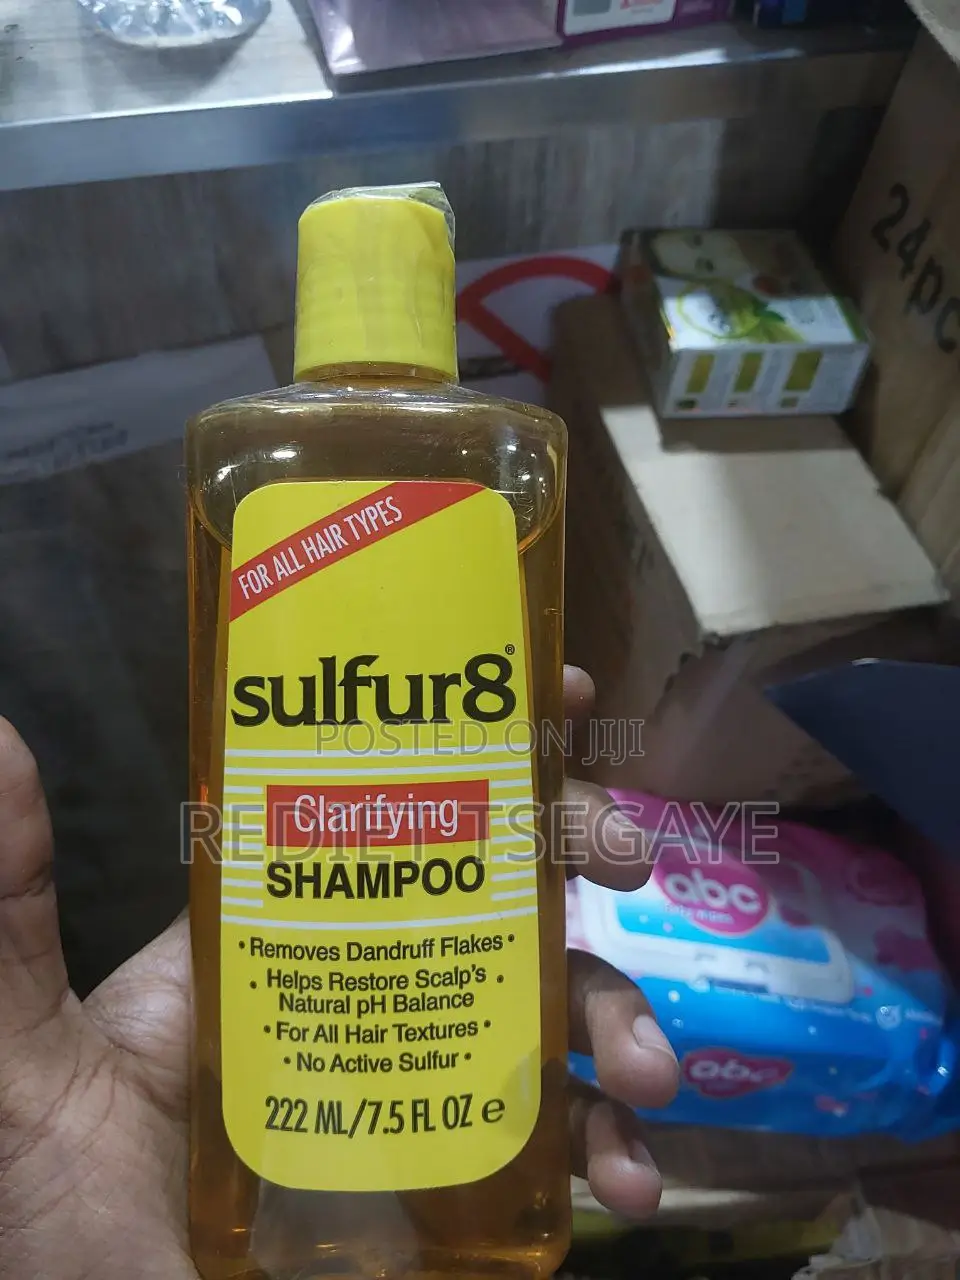 24pc
FOR ALL HAIR TYPES
sulfur8®
POSTED ON JIJI
Clarifying
REDIET TSEGAYE
SHAMPOO
• Removes Dandruff Flakes •
• Helps Restore Scalp's •
Natural pH Balance
• For All Hair Textures •
• No Active Sulfur •
222 ML/7.5 FL OZ ℮
abc
abc